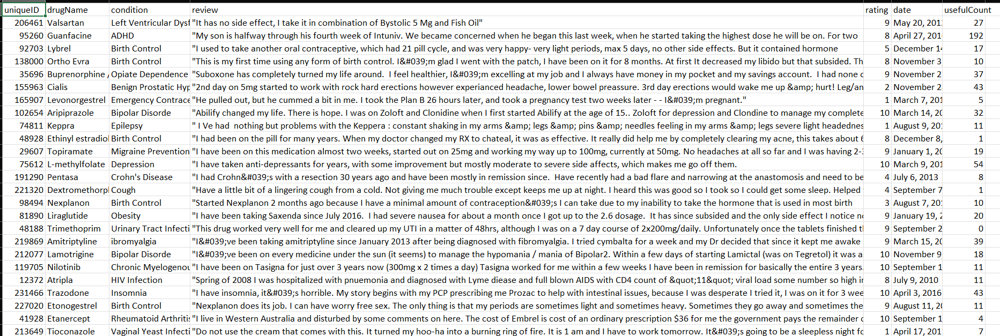 uniqueID drugName condition review rating date usefulCount
206461 Valsartan Left Ventricular Dysf "It has no side effect, I take it in combination of Bystolic 5 Mg and Fish Oil" 9 May 20, 201 27
95260 Guanfacine ADHD "My son is halfway through his fourth week of Intuniv. We became concerned when he began this last week, when he started taking the highest dose he will be on. For two 8 April 27, 201 192
92703 Lybrel Birth Control "I used to take another oral contraceptive, which had 21 pill cycle, and was very happy- very light periods, max 5 days, no other side effects. But it contained hormone 5 December 14 17
138000 Ortho Evra Birth Control "This is my first time using any form of birth control. I&#039;m glad I went with the patch, I have been on it for 8 months. At first It decreased my libido but that subsided. Th 8 November 3 10
35696 Buprenorphine / Opiate Dependence "Suboxone has completely turned my life around.  I feel healthier, I&#039;m excelling at my job and I always have money in my pocket and my savings account.  I had none 9 November 2 37
155963 Cialis Benign Prostatic Hyp "2nd day on 5mg started to work with rock hard erections however experianced headache, lower bowel preassure. 3rd day erections would wake me up &amp; hurt! Leg/an 2 November 2 43
165907 Levonorgestrel Emergency Contrace "He pulled out, but he cummed a bit in me. I took the Plan B 26 hours later, and took a pregnancy test two weeks later - - I&#039;m pregnant." 1 March 7, 201 5
102654 Aripiprazole Bipolar Disorde "Abilify changed my life. There is hope. I was on Zoloft and Clonidine when I first started Abilify at the age of 15.. Zoloft for depression and Clondine to manage my complete 10 March 14, 20 32
74811 Keppra Epilepsy " I Ve had  nothing but problems with the Keppera : constant shaking in my arms &amp; legs &amp; pins &amp; needles feeling in my arms &amp; legs severe light headednes 1 August 9, 201 11
48928 Ethinyl estradiol Birth Control "I had been on the pill for many years. When my doctor changed my RX to chateal, it was as effective. It really did help me by completely clearing my acne, this takes about 6 8 December 8, 1
29607 Topiramate Migraine Prevention "I have been on this medication almost two weeks, started out on 25mg and working my way up to 100mg, currently at 50mg. No headaches at all so far and I was having 2-3 9 January 1, 20 19
75612 L-methylfolate Depression "I have taken anti-depressants for years, with some improvement but mostly moderate to severe side affects, which makes me go off them. 10 March 9, 201 54
191290 Pentasa Crohn's Disease "I had Crohn&#039;s with a resection 30 years ago and have been mostly in remission since.  Have recently had a bad flare and narrowing at the anastomosis and need to be 4 July 6, 2013 8
221320 Dextromethorp Cough "Have a little bit of a lingering cough from a cold. Not giving me much trouble except keeps me up at night. I heard this was good so I took so I could get some sleep. Helped 4 September 7 1
98494 Nexplanon Birth Control "Started Nexplanon 2 months ago because I have a minimal amount of contraception&#039;s I can take due to my inability to take the hormone that is used in most birth 3 August 7, 201 10
81890 Liraglutide Obesity "I have been taking Saxenda since July 2016.  I had severe nausea for about a month once I got up to the 2.6 dosage.  It has since subsided and the only side effect I notice 9 January 19, 2 20
48188 Trimethoprim Urinary Tract Infecti "This drug worked very well for me and cleared up my UTI in a matter of 48hrs, although I was on a 7 day course of 2x200mg/daily. Unfortunately once the tablets finished 9 September 2 0
219869 Amitriptyline ibromyalgia "I&#039;ve been taking amitriptyline since January 2013 after being diagnosed with fibromyalgia. I tried cymbalta for a week and my Dr decided that since it kept me awake 9 March 15, 20 39
212077 Lamotrigine Bipolar Disorde "I&#039;ve been on every medicine under the sun (it seems) to manage the hypomania / mania of Bipolar2. Within a few days of starting Lamictal (was on Tegretol) it was a 10 November 9 18
119705 Nilotinib Chronic Myelogenou "I have been on Tasigna for just over 3 years now (300mg x 2 times a day) Tasigna worked for me within a few weeks I have been in remission for basically the entire 3 years. 10 September 1 11
12372 Atripla HIV Infection "Spring of 2008 I was hospitalized with pnuemonia and diagnosed with Lyme diease and full blown AIDS with CD4 count of &quot;11&quot; viral load some number so high 8 July 9, 2010 11
231466 Trazodone Insomnia "I have insomnia, it&#039;s horrible. My story begins with my PCP prescribing me Prozac to help with intestinal issues, because I was desperate I tried it, I was on it for 3 wee 10 April 3, 2016 43
227020 Etonogestrel Birth Control "Nexplanon does its job. I can have worry free sex. The only thing is that my periods are sometimes light and sometimes heavy. Sometimes they go away and sometimes the 9 August 11, 20 11
41928 Etanercept Rheumatoid Arthritis "I live in Western Australia and disturbed by some comments on here. The cost of Embrel is cost of an ordinary prescription $36 for me the government pays the remainder 10 September 1 4
213649 Tioconazole Vaginal Yeast Infecti "Do not use the cream that comes with this. It turned my hoo-ha into a burning ring of fire. It is 1 am and I have to work tomorrow. It&#039;s going to be a sleepless night fo 1 April 17, 201 7